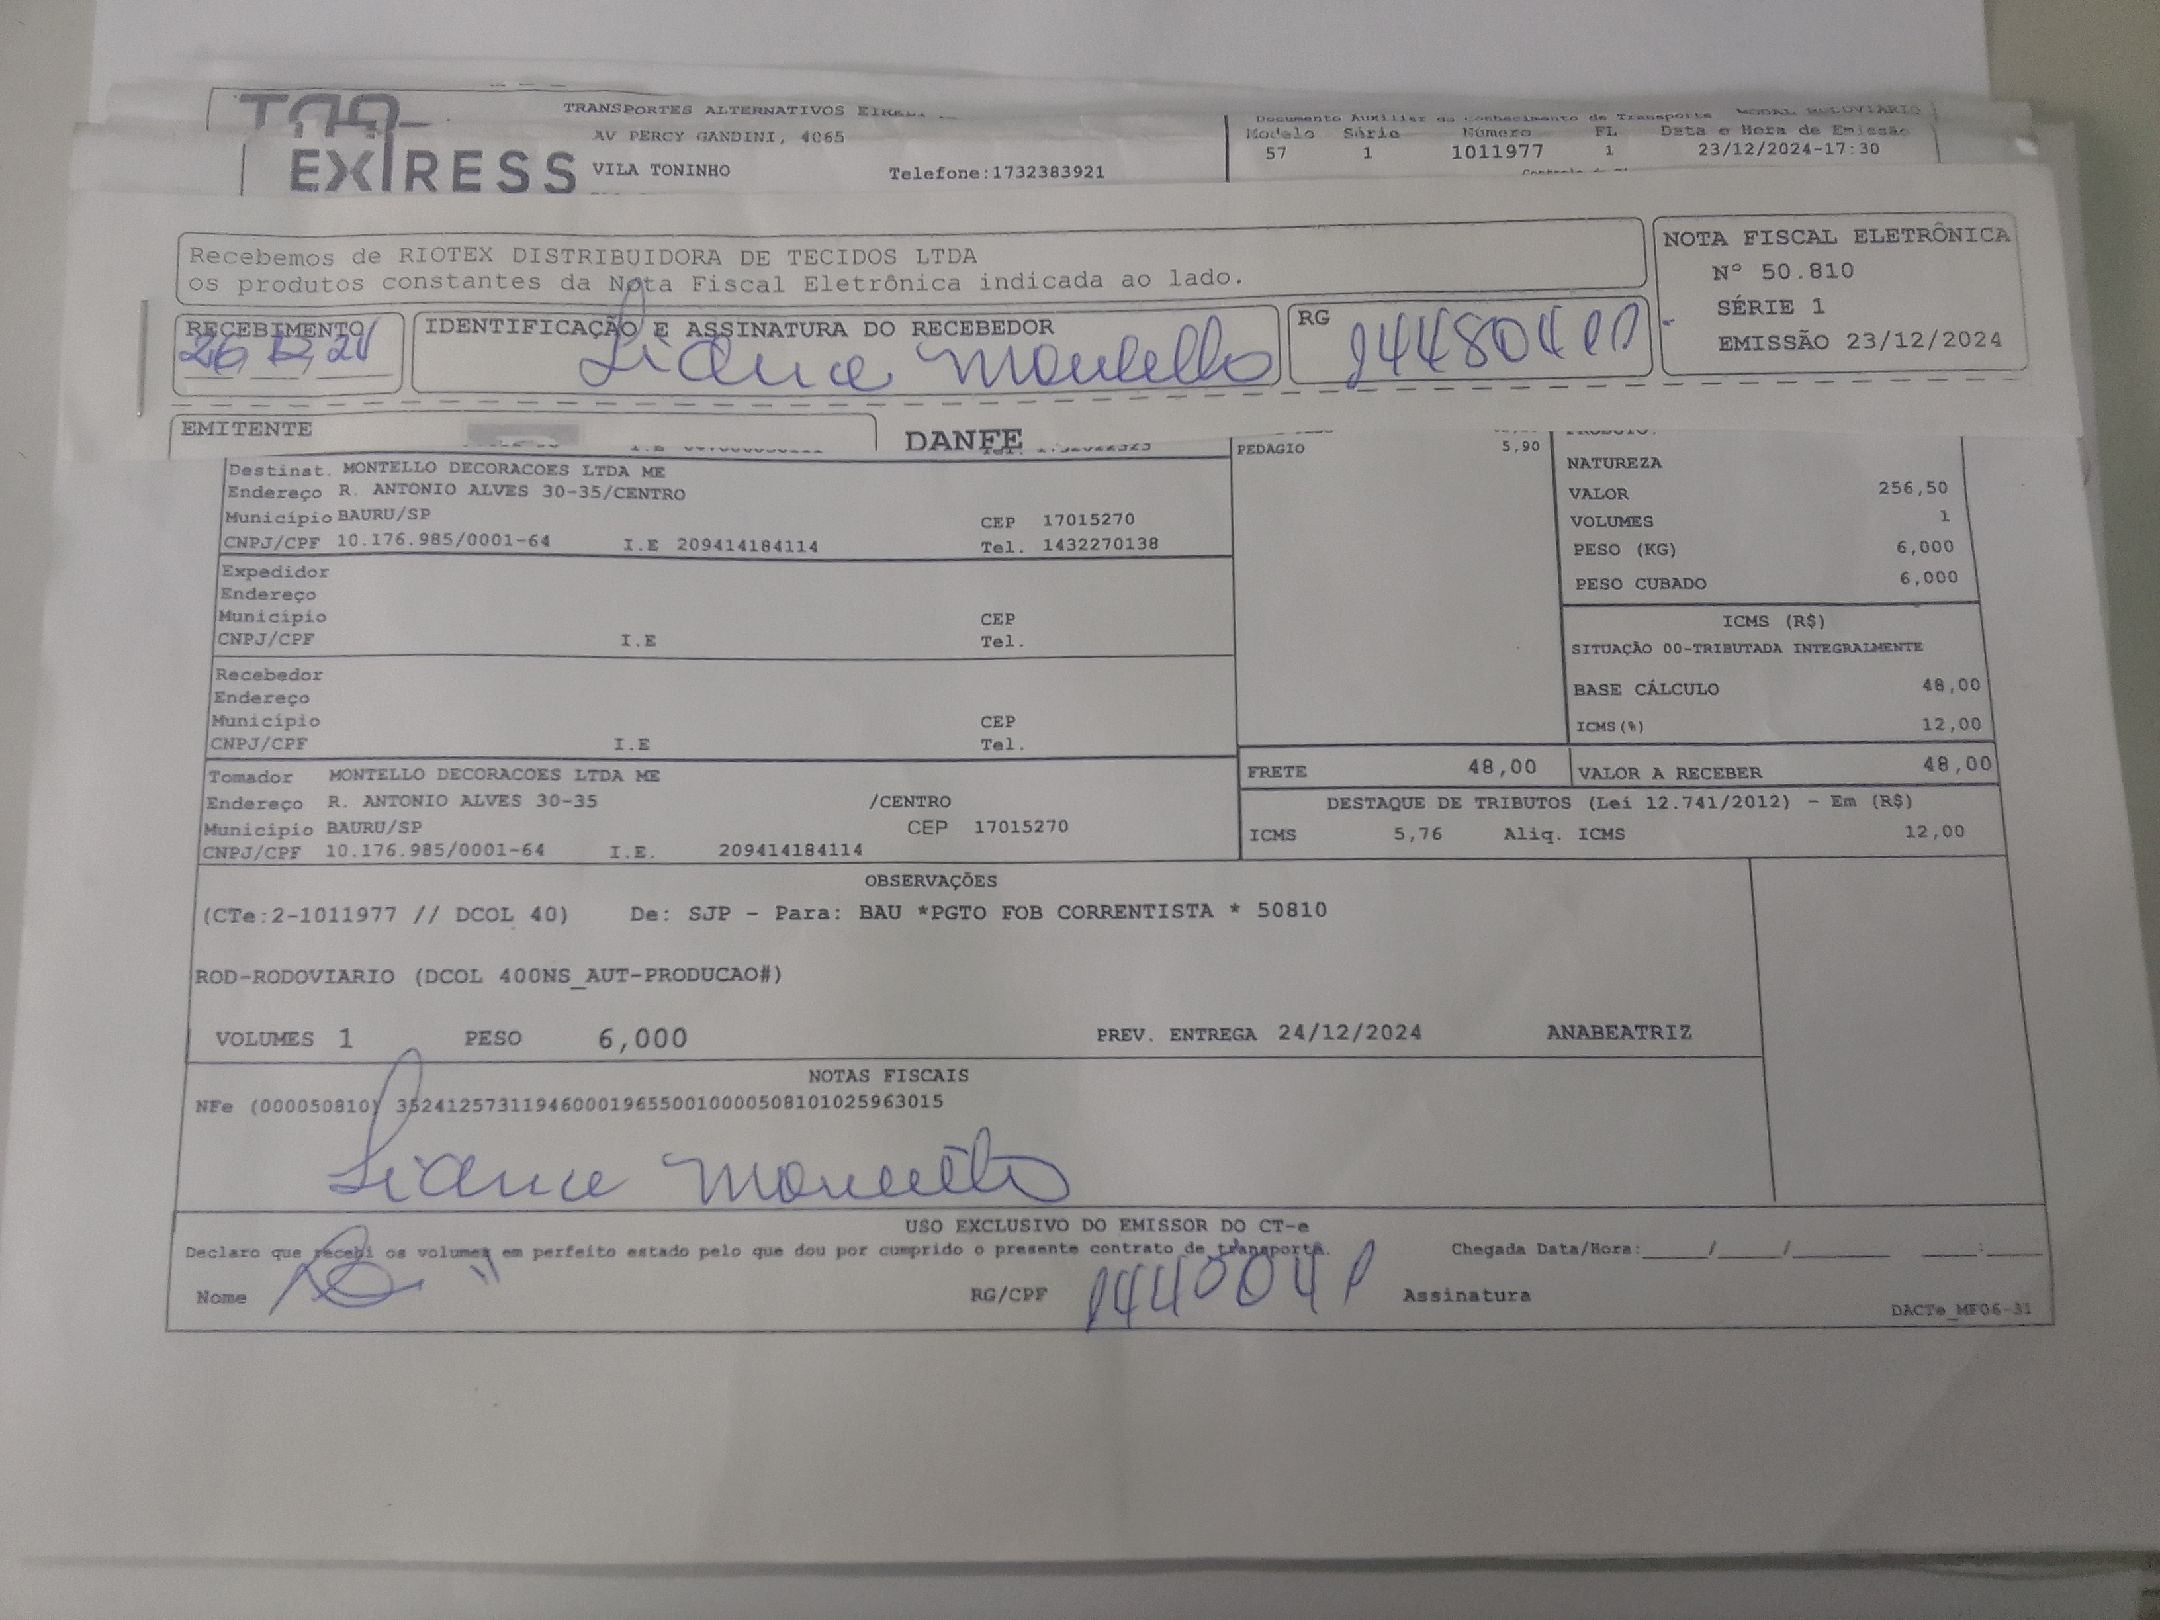 EXPRESS
TRANSPORTES ALTERNATIVOS
AV PERCY GANDINI, 4065
VILA TONINHO Telefone:1732383921
Documento Auxiliar do Conhecimento de Transporte MODAL RODOVIÁRIO
Modelo Série Número FL Data e Hora de Emissão
57 1 1011977 1 23/12/2024-17:30
Recebemos de RIOTEX DISTRIBUIDORA DE TECIDOS LTDA
os produtos constantes da Nota Fiscal Eletrônica indicada ao lado.
NOTA FISCAL ELETRÔNICA
Nº 50.810
SÉRIE 1
EMISSÃO 23/12/2024
RECEBIMENTO
IDENTIFICAÇÃO E ASSINATURA DO RECEBEDOR
RG
EMITENTE
DANFE
Destinat. MONTELLO DECORACOES LTDA ME
Endereço R. ANTONIO ALVES 30-35/CENTRO
Município BAURU/SP CEP 17015270
CNPJ/CPF 10.176.985/0001-64 I.E 209414184114 Tel. 1432270138
Expedidor
Endereço
Município CEP
CNPJ/CPF I.E Tel.
Recebedor
Endereço
Município CEP
CNPJ/CPF I.E Tel.
Tomador MONTELLO DECORACOES LTDA ME
Endereço R. ANTONIO ALVES 30-35 /CENTRO
Município BAURU/SP CEP 17015270
CNPJ/CPF 10.176.985/0001-64 I.E. 209414184114
PEDAGIO 5,90
NATUREZA
VALOR 256,50
VOLUMES 1
PESO (KG) 6,000
PESO CUBADO 6,000
ICMS (R$)
SITUAÇÃO 00-TRIBUTADA INTEGRALMENTE
BASE CÁLCULO 48,00
ICMS(%) 12,00
FRETE 48,00 VALOR A RECEBER 48,00
DESTAQUE DE TRIBUTOS (Lei 12.741/2012) - Em (R$)
ICMS 5,76 Aliq. ICMS 12,00
OBSERVAÇÕES
(CTe:2-1011977 // DCOL 40) De: SJP - Para: BAU *PGTO FOB CORRENTISTA * 50810
ROD-RODOVIARIO (DCOL 400NS_AUT-PRODUCAO#)
VOLUMES 1 PESO 6,000 PREV. ENTREGA 24/12/2024 ANABEATRIZ
NOTAS FISCAIS
NFe (000050810) 35241257311946000196550010000508101025963015
USO EXCLUSIVO DO EMISSOR DO CT-e
Declaro que recebi os volumes em perfeito estado pelo que dou por cumprido o presente contrato de transporte. Chegada Data/Hora:_____/_____/_______ ____:____
Nome RG/CPF Assinatura
DACTe_MF06-31